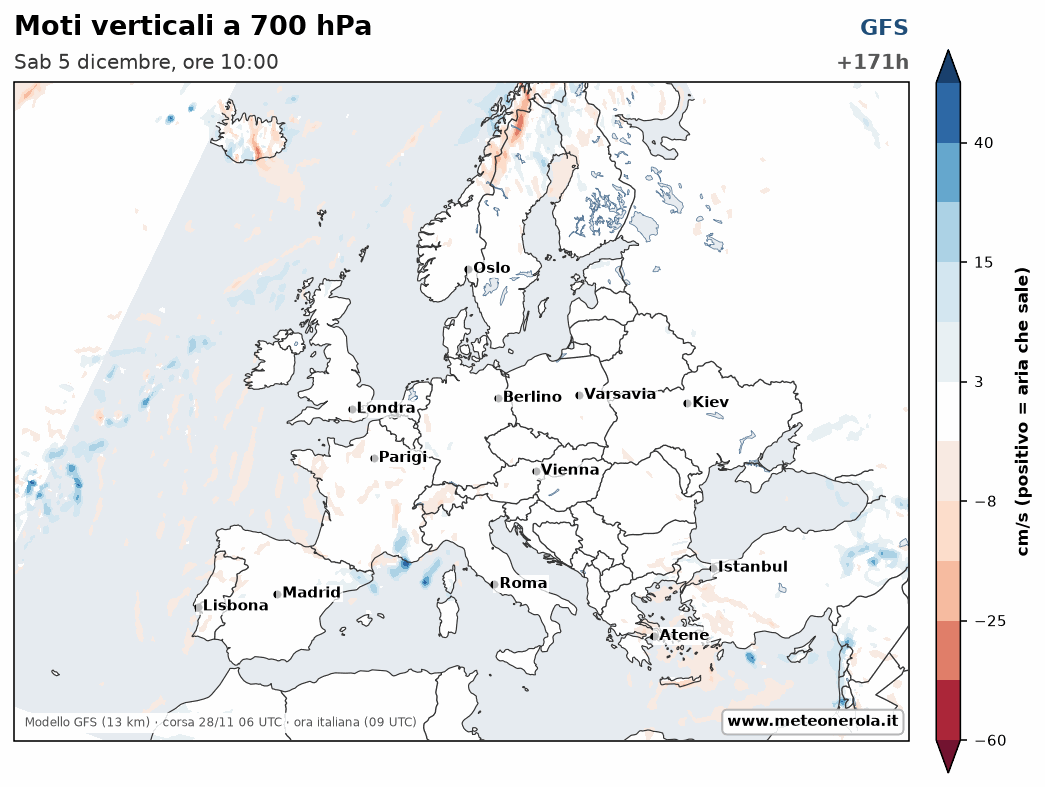 Moti verticali a 700 hPa
GFS
Sab 5 dicembre, ore 10:00
+171h
Oslo
Berlino
Varsavia
Kiev
Londra
Parigi
Vienna
Istanbul
Roma
Madrid
Lisbona
Atene
40
15
3
−8
−25
−60
cm/s (positivo = aria che sale)
Modello GFS (13 km) · corsa 28/11 06 UTC · ora italiana (09 UTC)
www.meteonerola.it